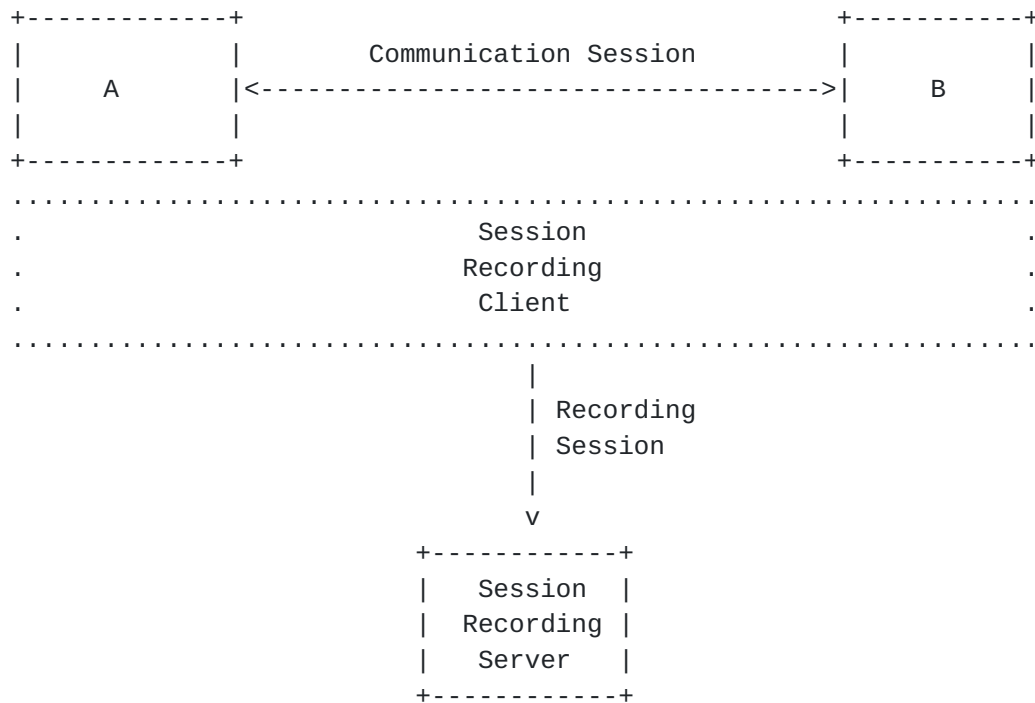 Communication Session
A B
Session
Recording
Client
Recording
Session
Session
Recording
Server